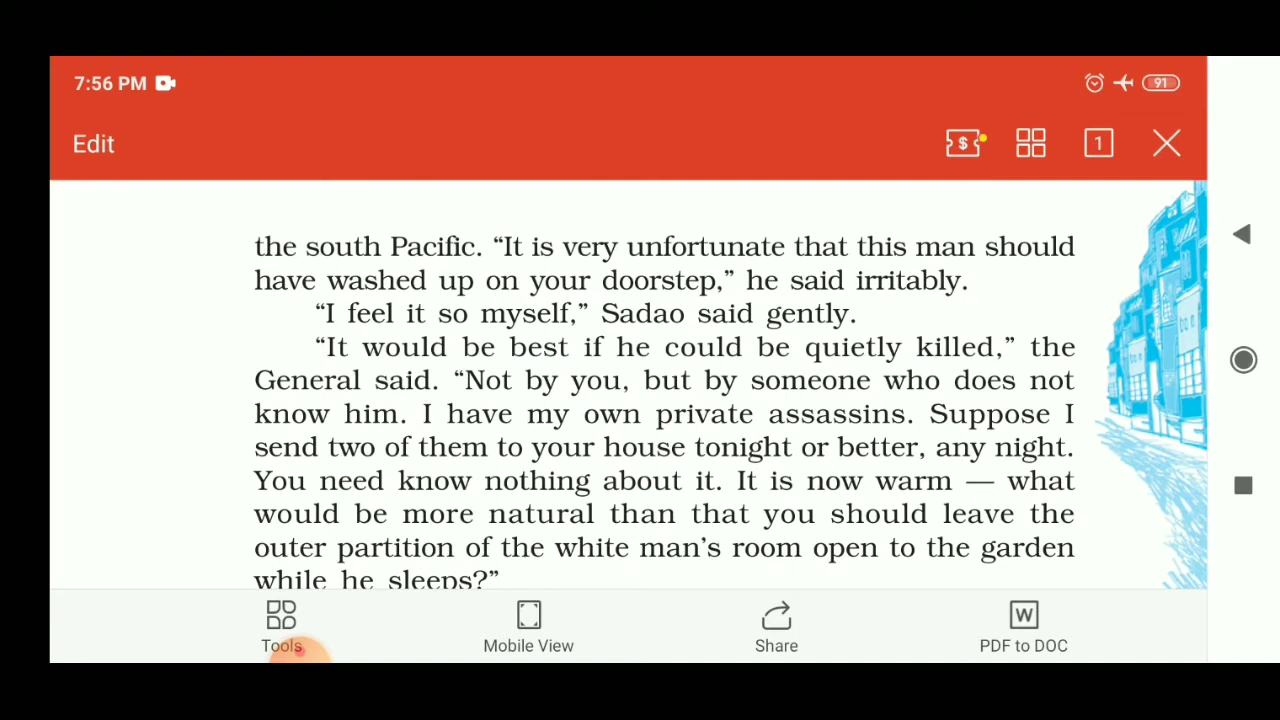 7:56 PM
91
Edit
$
1
the south Pacific. “It is very unfortunate that this man should
have washed up on your doorstep,” he said irritably.
“I feel it so myself,” Sadao said gently.
“It would be best if he could be quietly killed,” the
General said. “Not by you, but by someone who does not
know him. I have my own private assassins. Suppose I
send two of them to your house tonight or better, any night.
You need know nothing about it. It is now warm — what
would be more natural than that you should leave the
outer partition of the white man’s room open to the garden
while he sleeps?”
Tools
Mobile View
Share
W
PDF to DOC